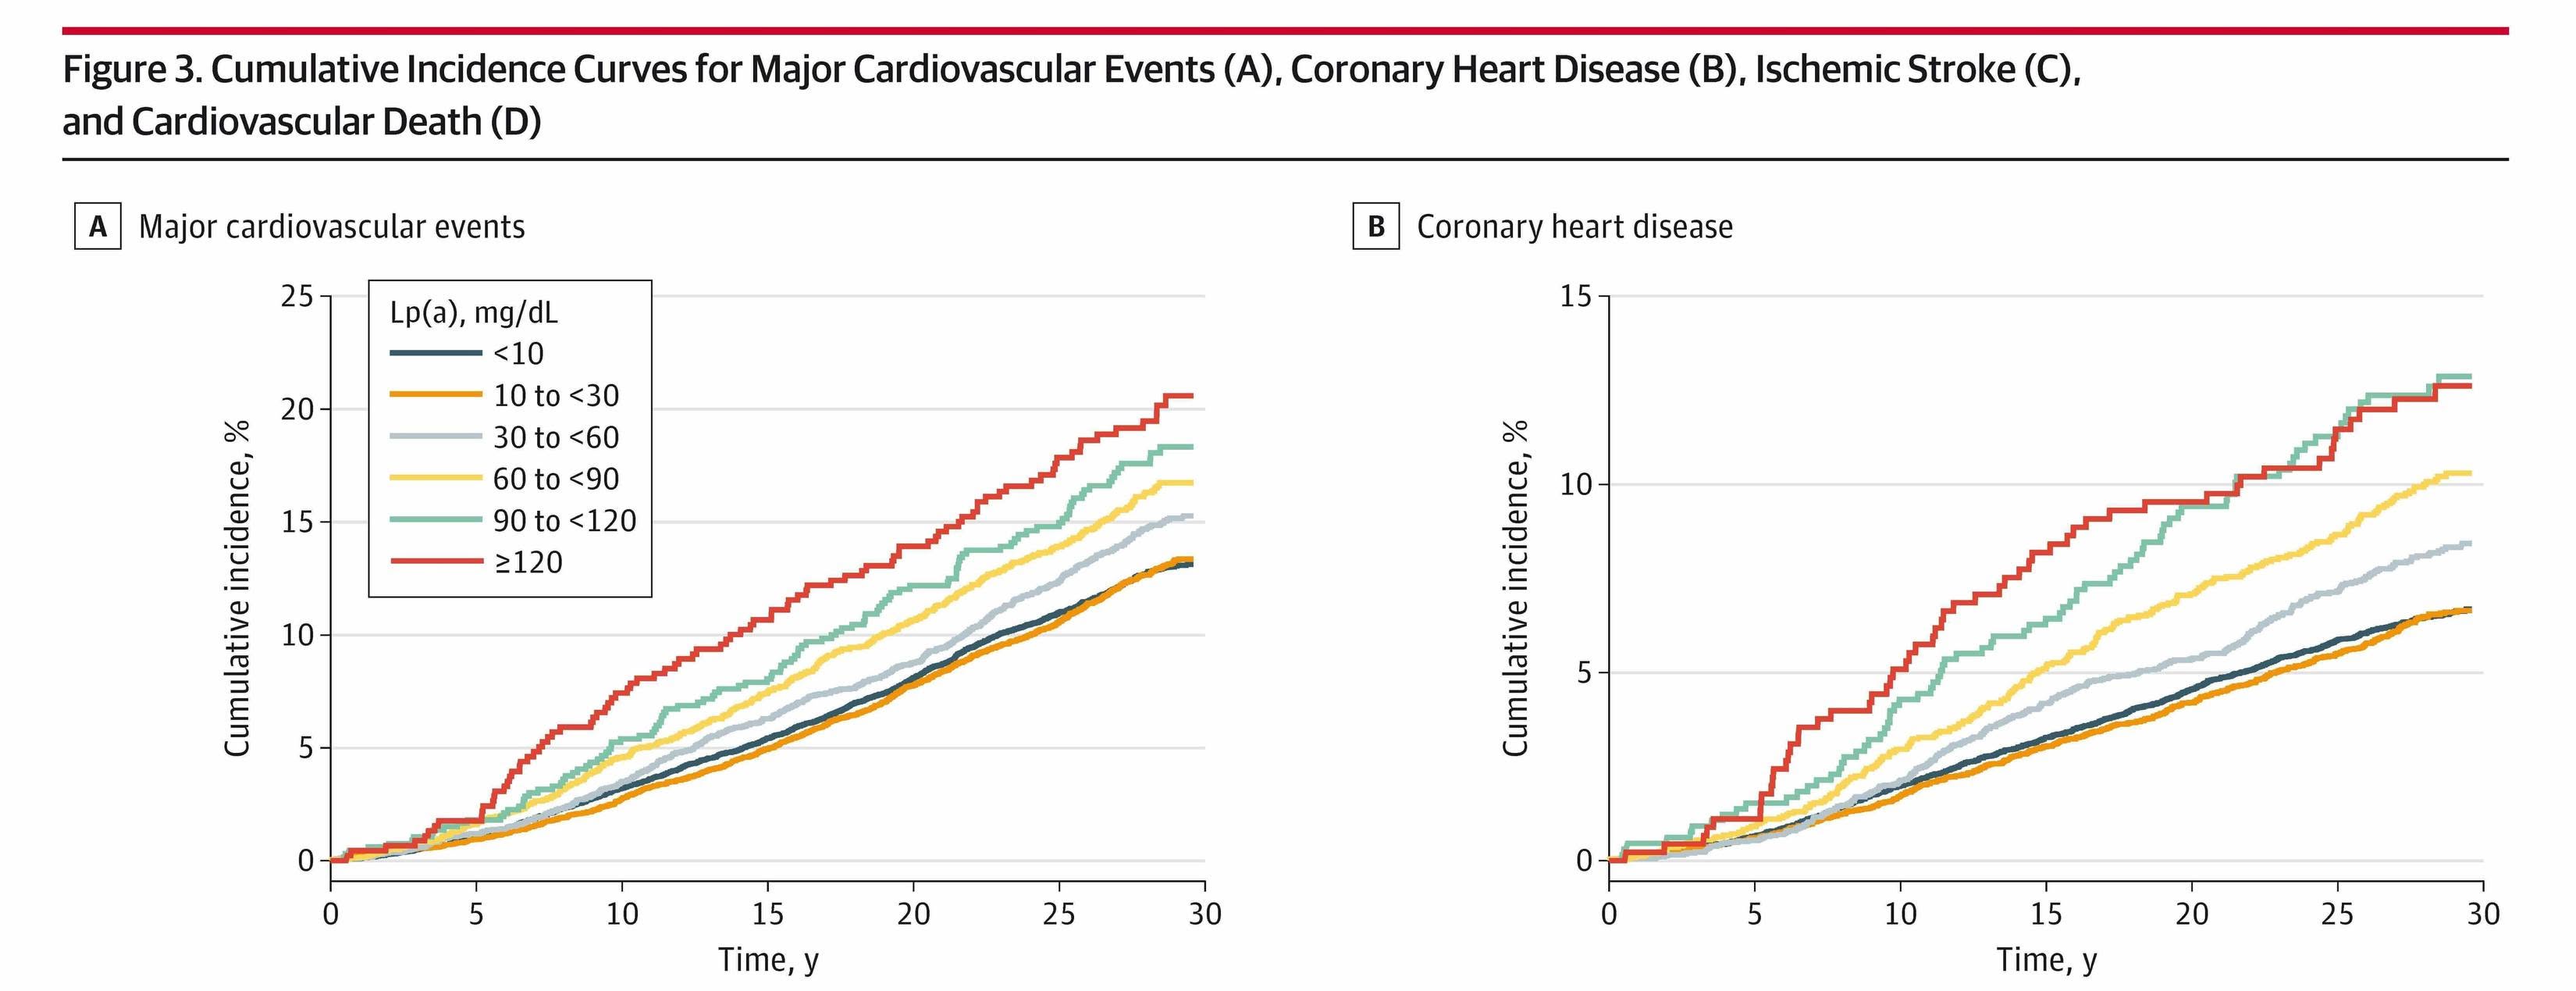 Figure 3. Cumulative Incidence Curves for Major Cardiovascular Events (A), Coronary Heart Disease (B), Ischemic Stroke (C),
and Cardiovascular Death (D)
A Major cardiovascular events
Cumulative incidence, %
25
20
15
10
5
0
Lp(a), mg/dL
<10
10 to <30
30 to <60
60 to <90
90 to <120
≥120
0 5 10 15 20 25 30
Time, y
B Coronary heart disease
Cumulative incidence, %
15
10
5
0
0 5 10 15 20 25 30
Time, y